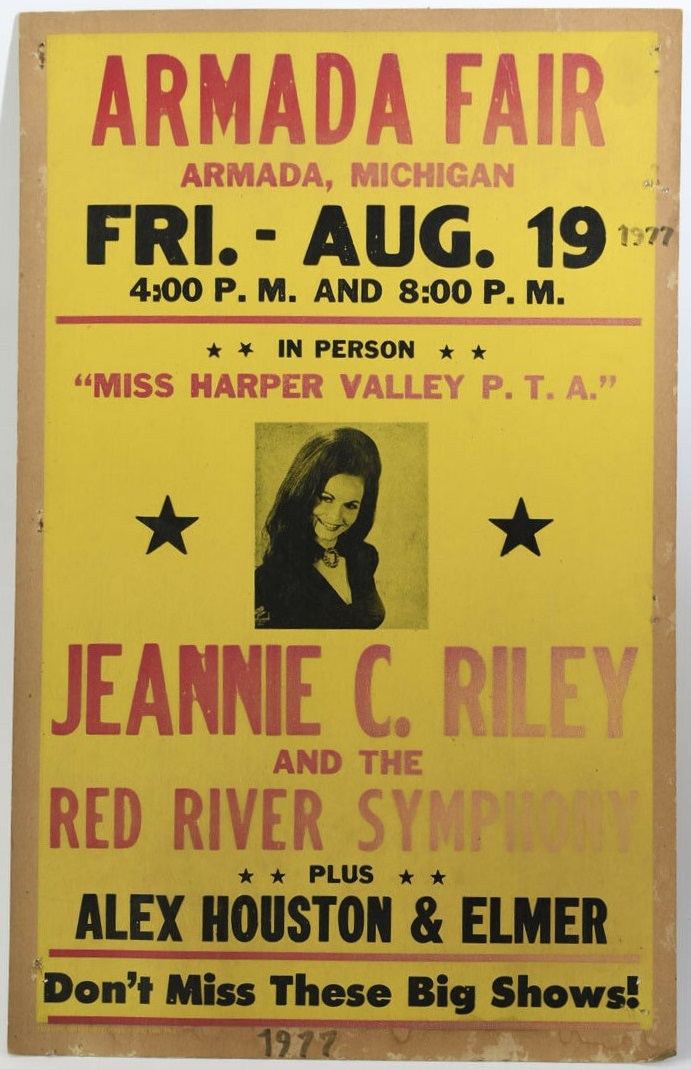 ARMADA FAIR
ARMADA, MICHIGAN
FRI. - AUG. 19 1977
4:00 P. M. AND 8:00 P. M.
★ ★ IN PERSON ★ ★
“MISS HARPER VALLEY P. T. A.”
JEANNIE C. RILEY
AND THE
RED RIVER SYMPHONY
★ ★ PLUS ★ ★
ALEX HOUSTON & ELMER
Don't Miss These Big Shows!
1977